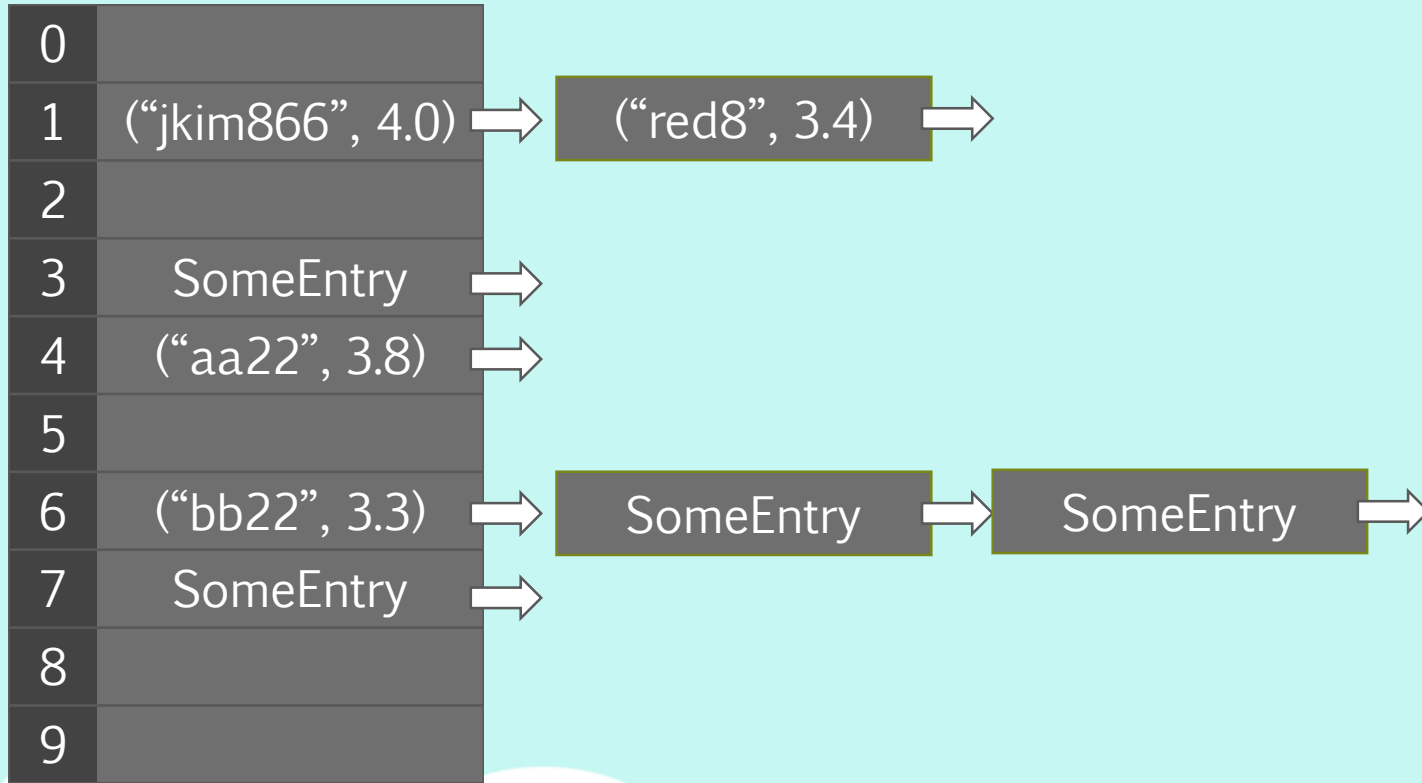 0
1 (“jkim866”, 4.0) (“red8”, 3.4)
2
3 SomeEntry
4 (“aa22”, 3.8)
5
6 (“bb22”, 3.3) SomeEntry SomeEntry
7 SomeEntry
8
9